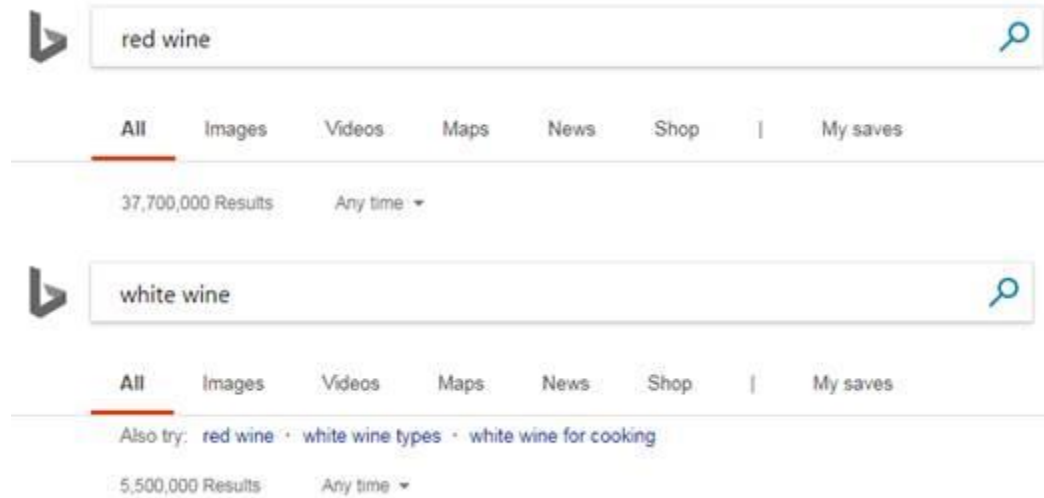 red wine
All Images Videos Maps News Shop | My saves
37,700,000 Results Any time
white wine
All Images Videos Maps News Shop | My saves
Also try: red wine · white wine types · white wine for cooking
5,500,000 Results Any time